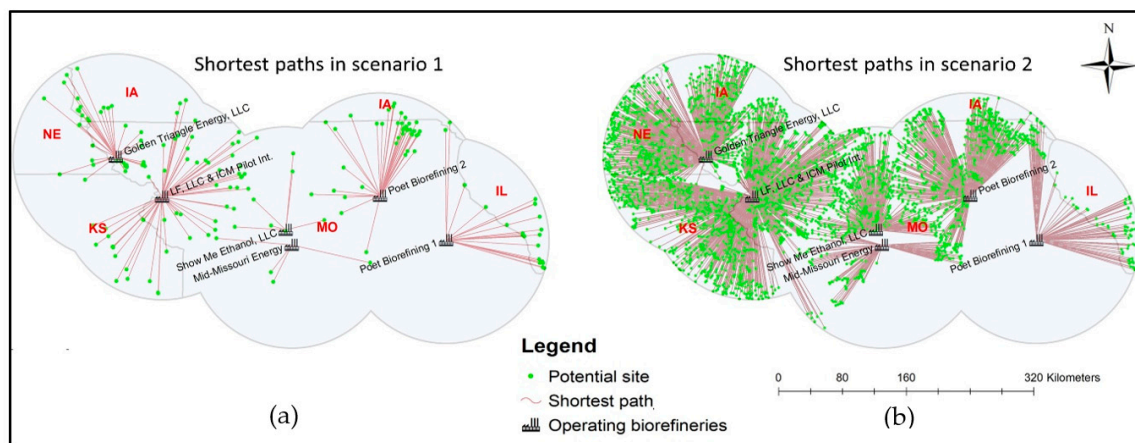 N
Shortest paths in scenario 1
IA
NE
Golden Triangle Energy, LLC
LF, LLC & ICM Pilot Int.
KS
IA
Poet Biorefining 2
Show Me Ethanol, LLC
MO
Mid-Missouri Energy
Poet Biorefining 1
IL
Shortest paths in scenario 2
IA
NE
Golden Triangle Energy, LLC
LF, LLC & ICM Pilot Int.
KS
IA
Poet Biorefining 2
Show Me Ethanol, LLC
MO
Mid-Missouri Energy
Poet Biorefining 1
IL
Legend
Potential site
Shortest path
Operating biorefineries
0 80 160 320 Kilometers
(a)
(b)